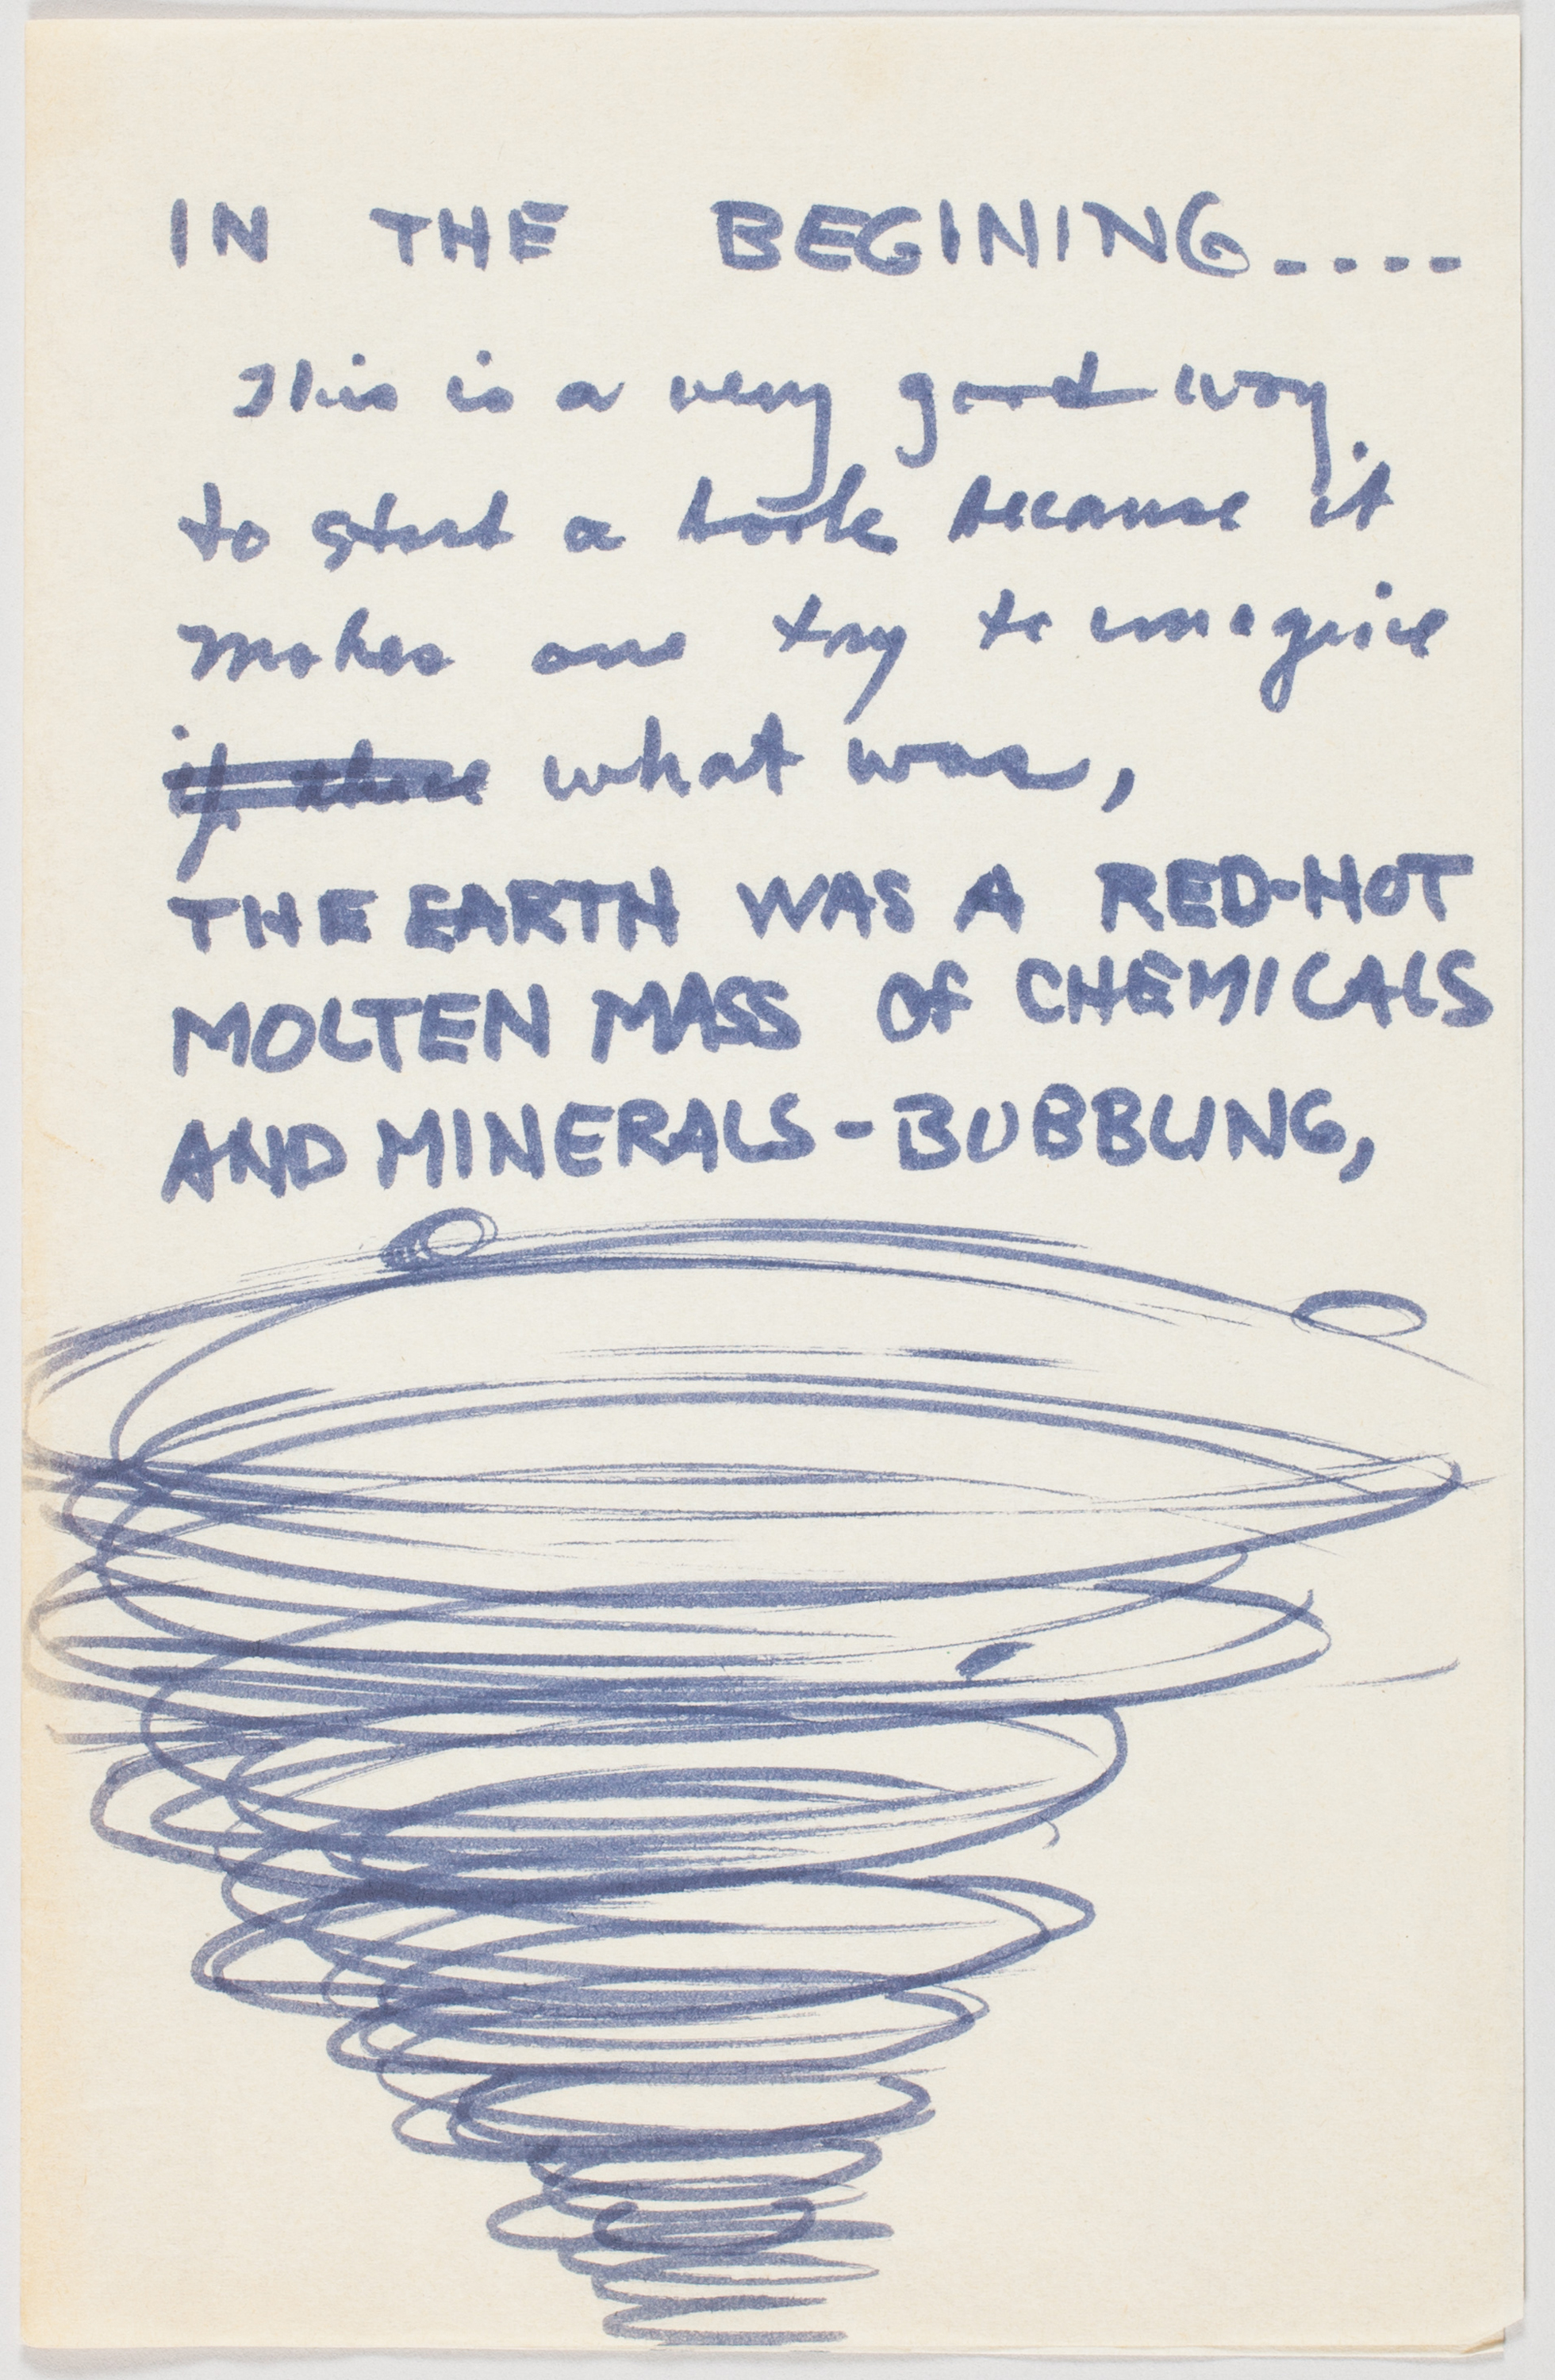 IN THE BEGINING.....
This is a very good way
to start a book because it
makes one try to imagine
if there what was,
THE EARTH WAS A RED-HOT
MOLTEN MASS OF CHEMICALS
AND MINERALS - BUBBLING,